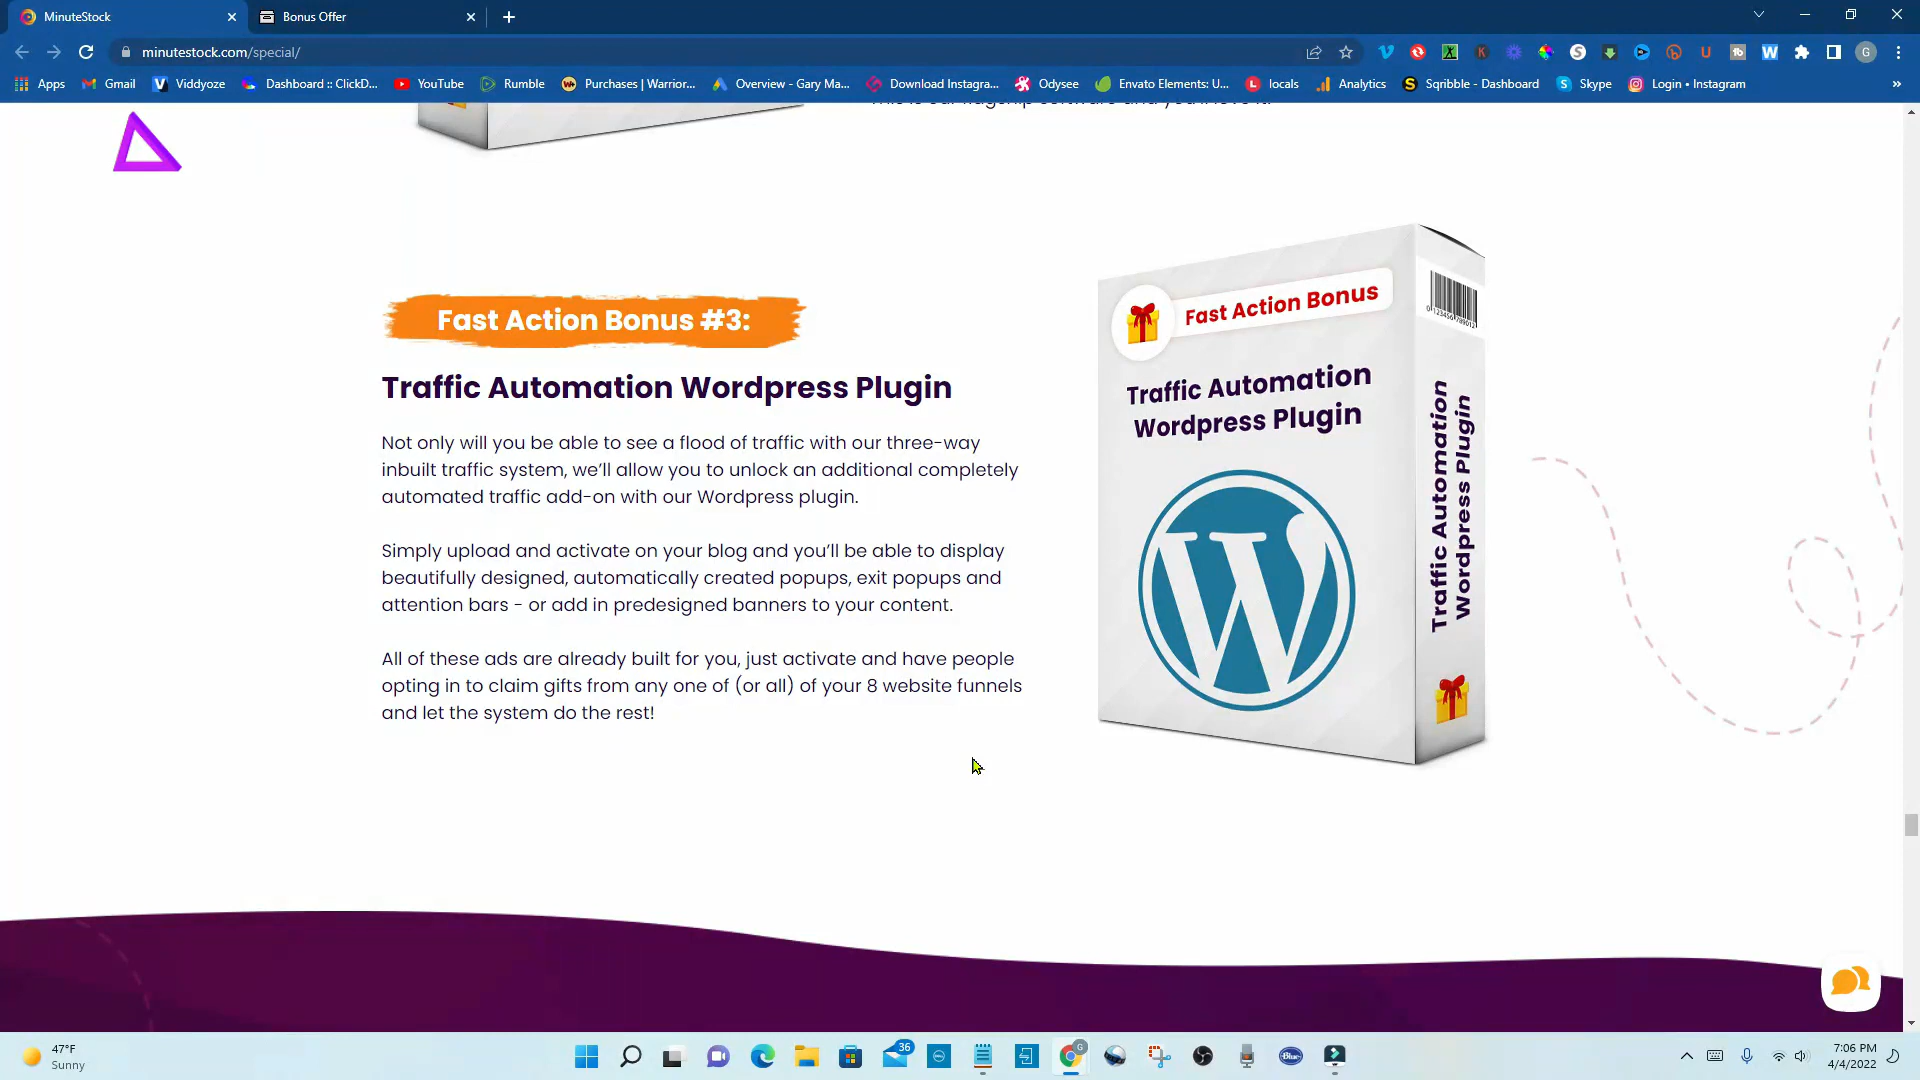 MinuteStock
Bonus Offer
minutestock.com/special/
G
Apps
Gmail
Viddyoze
Dashboard :: ClickD...
YouTube
Rumble
Purchases | Warrior...
Overview - Gary Ma...
Download Instagra...
Odysee
Envato Elements: U...
locals
Analytics
Sqribble - Dashboard
Skype
Login • Instagram
Fast Action Bonus #3:
Traffic Automation Wordpress Plugin
Not only will you be able to see a flood of traffic with our three-way
inbuilt traffic system, we'll allow you to unlock an additional completely
automated traffic add-on with our Wordpress plugin.
Simply upload and activate on your blog and you'll be able to display
beautifully designed, automatically created popups, exit popups and
attention bars - or add in predesigned banners to your content.
All of these ads are already built for you, just activate and have people
opting in to claim gifts from any one of (or all) of your 8 website funnels
and let the system do the rest!
Fast Action Bonus
Traffic Automation
Wordpress Plugin
Traffic Automation
Wordpress Plugin
0 123456 789012
47°F
Sunny
36
7:06 PM
4/4/2022